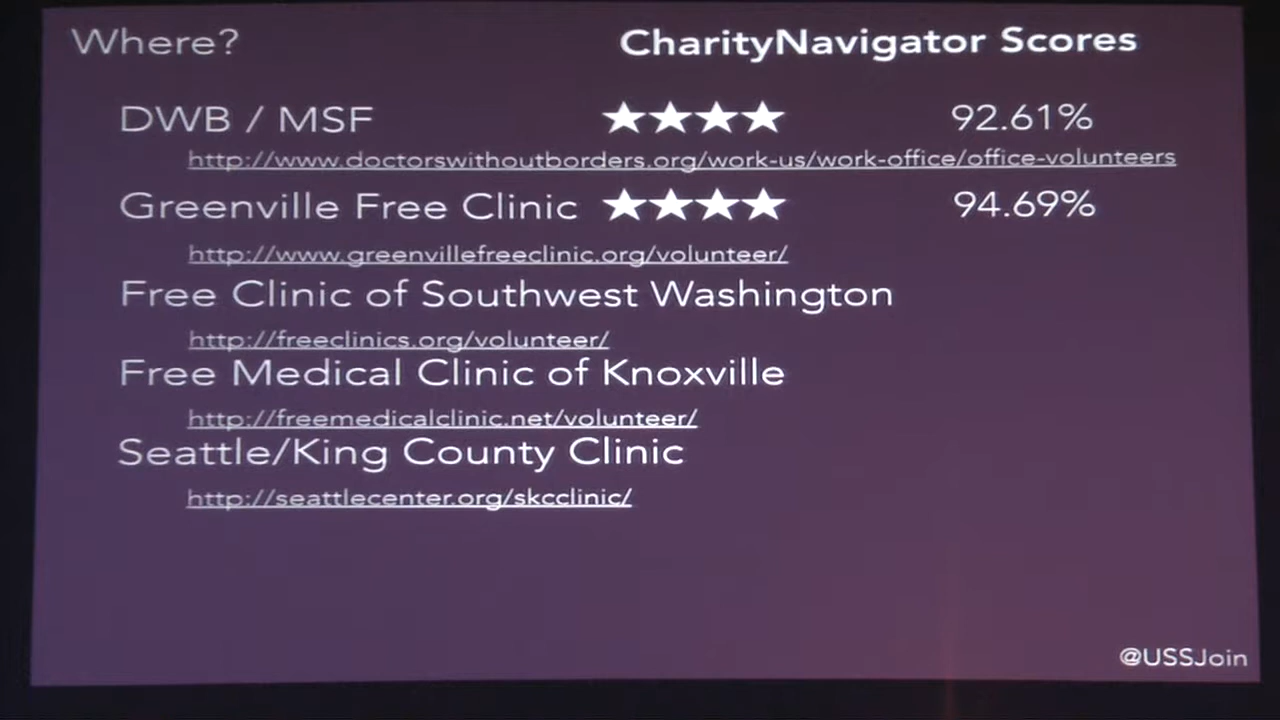 Where?
CharityNavigator Scores
DWB / MSF ★★★★ 92.61%
http://www.doctorswithoutborders.org/work-us/work-office/office-volunteers
Greenville Free Clinic ★★★★ 94.69%
http://www.greenvillefreeclinic.org/volunteer/
Free Clinic of Southwest Washington
http://freeclinics.org/volunteer/
Free Medical Clinic of Knoxville
http://freemedicalclinic.net/volunteer/
Seattle/King County Clinic
http://seattlecenter.org/skcclinic/
@USSJoin